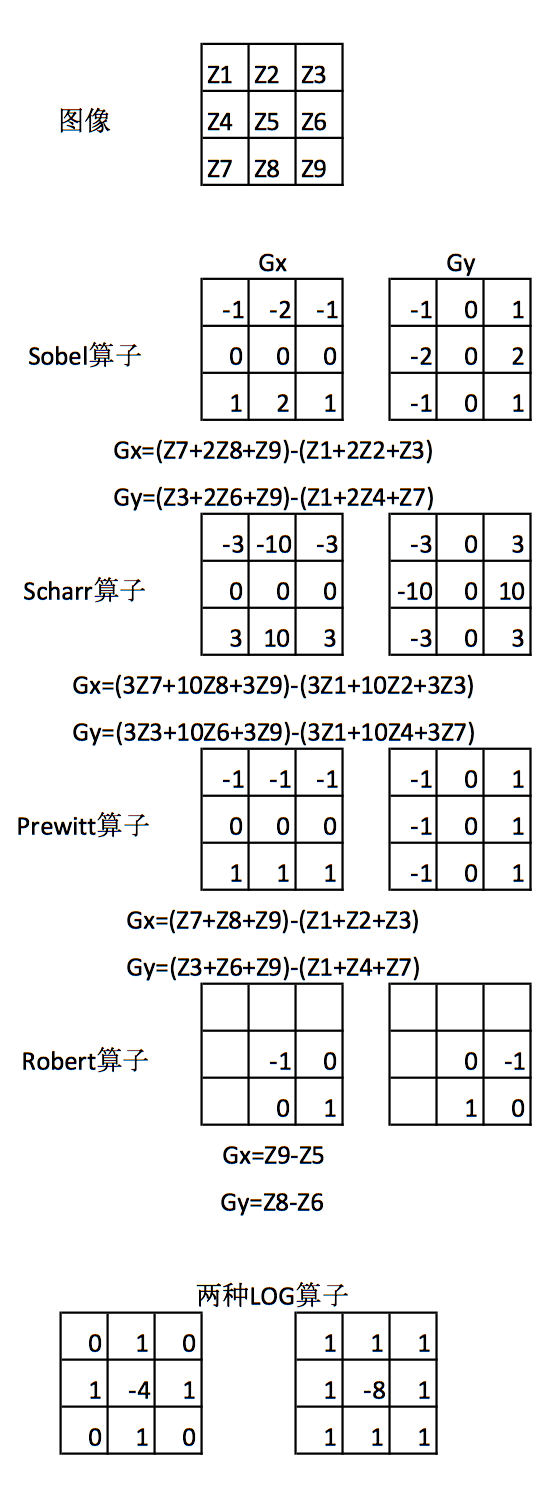 Z1 Z2 Z3
图像 Z4 Z5 Z6
Z7 Z8 Z9
Gx Gy
-1 -2 -1 -1 0 1
Sobel算子 0 0 0 -2 0 2
1 2 1 -1 0 1
Gx=(Z7+2Z8+Z9)-(Z1+2Z2+Z3)
Gy=(Z3+2Z6+Z9)-(Z1+2Z4+Z7)
-3 -10 -3 -3 0 3
Scharr算子 0 0 0 -10 0 10
3 10 3 -3 0 3
Gx=(3Z7+10Z8+3Z9)-(3Z1+10Z2+3Z3)
Gy=(3Z3+10Z6+3Z9)-(3Z1+10Z4+3Z7)
-1 -1 -1 -1 0 1
Prewitt算子 0 0 0 -1 0 1
1 1 1 -1 0 1
Gx=(Z7+Z8+Z9)-(Z1+Z2+Z3)
Gy=(Z3+Z6+Z9)-(Z1+Z4+Z7)
Robert算子 -1 0 0 -1
0 1 1 0
Gx=Z9-Z5
Gy=Z8-Z6
两种LOG算子
0 1 0 1 1 1
1 -4 1 1 -8 1
0 1 0 1 1 1